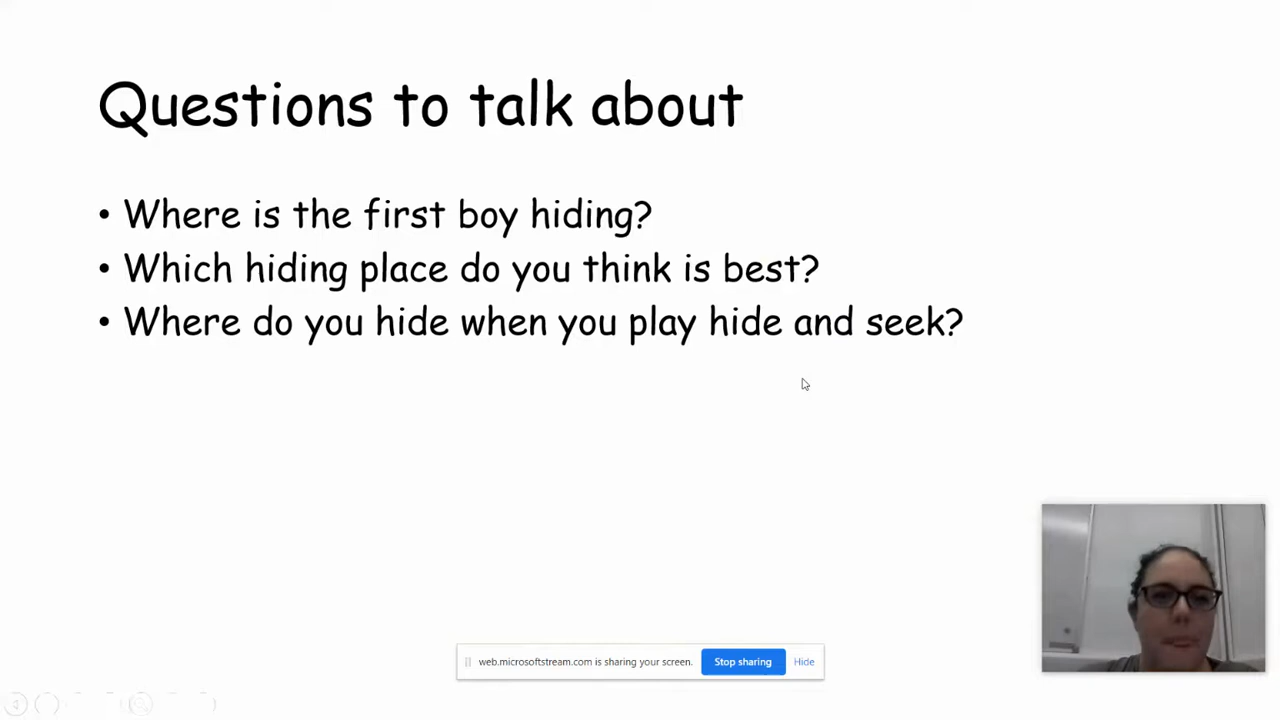 Questions to talk about
• Where is the first boy hiding?
• Which hiding place do you think is best?
• Where do you hide when you play hide and seek?
web.microsoftstream.com is sharing your screen. Stop sharing Hide